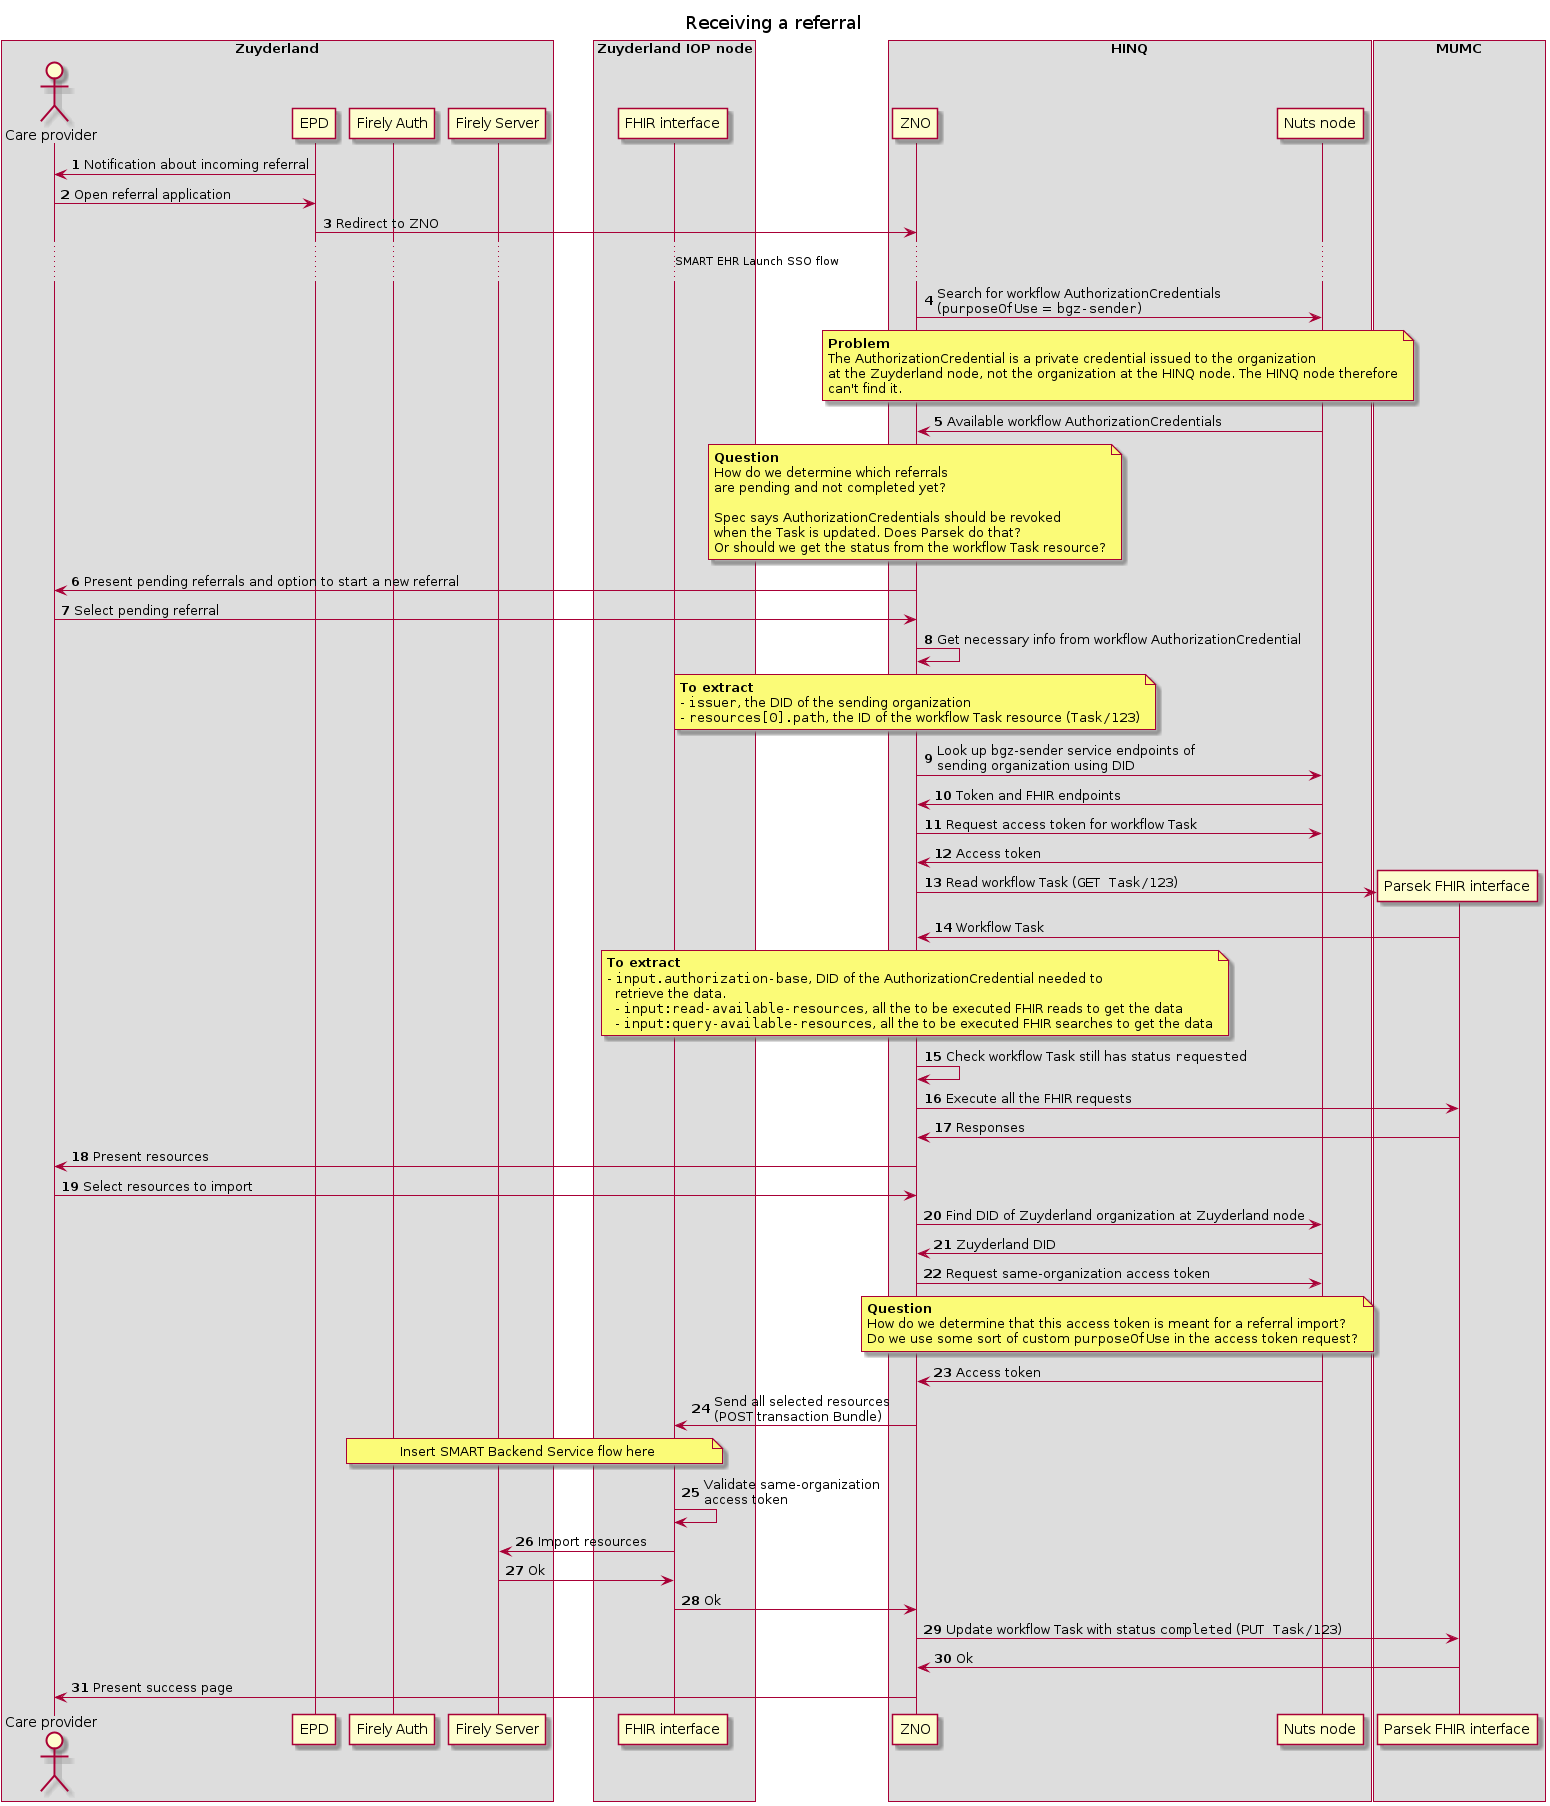 Receiving a referral
Zuyderland
Zuyderland IOP node
HINQ
MUMC
Care provider
EPD
Firely Auth
Firely Server
FHIR interface
ZNO
Nuts node
1 Notification about incoming referral
2 Open referral application
3 Redirect to ZNO
SMART EHR Launch SSO flow
4 Search for workflow AuthorizationCredentials
(purposeOfUse = bgz-sender)
Problem
The AuthorizationCredential is a private credential issued to the organization
at the Zuyderland node, not the organization at the HINQ node. The HINQ node therefore
can't find it.
5 Available workflow AuthorizationCredentials
Question
How do we determine which referrals
are pending and not completed yet?
Spec says AuthorizationCredentials should be revoked
when the Task is updated. Does Parsek do that?
Or should we get the status from the workflow Task resource?
6 Present pending referrals and option to start a new referral
7 Select pending referral
8 Get necessary info from workflow AuthorizationCredential
To extract
- issuer, the DID of the sending organization
- resources[0].path, the ID of the workflow Task resource (Task/123)
9 Look up bgz-sender service endpoints of
sending organization using DID
10 Token and FHIR endpoints
11 Request access token for workflow Task
12 Access token
13 Read workflow Task (GET Task/123)
Parsek FHIR interface
14 Workflow Task
To extract
- input.authorization-base, DID of the AuthorizationCredential needed to
retrieve the data.
- input:read-available-resources, all the to be executed FHIR reads to get the data
- input:query-available-resources, all the to be executed FHIR searches to get the data
15 Check workflow Task still has status requested
16 Execute all the FHIR requests
17 Responses
18 Present resources
19 Select resources to import
20 Find DID of Zuyderland organization at Zuyderland node
21 Zuyderland DID
22 Request same-organization access token
Question
How do we determine that this access token is meant for a referral import?
Do we use some sort of custom purposeOfUse in the access token request?
23 Access token
24 Send all selected resources
(POST transaction Bundle)
Insert SMART Backend Service flow here
25 Validate same-organization
access token
26 Import resources
27 Ok
28 Ok
29 Update workflow Task with status completed (PUT Task/123)
30 Ok
31 Present success page
Care provider
EPD
Firely Auth
Firely Server
FHIR interface
ZNO
Nuts node
Parsek FHIR interface